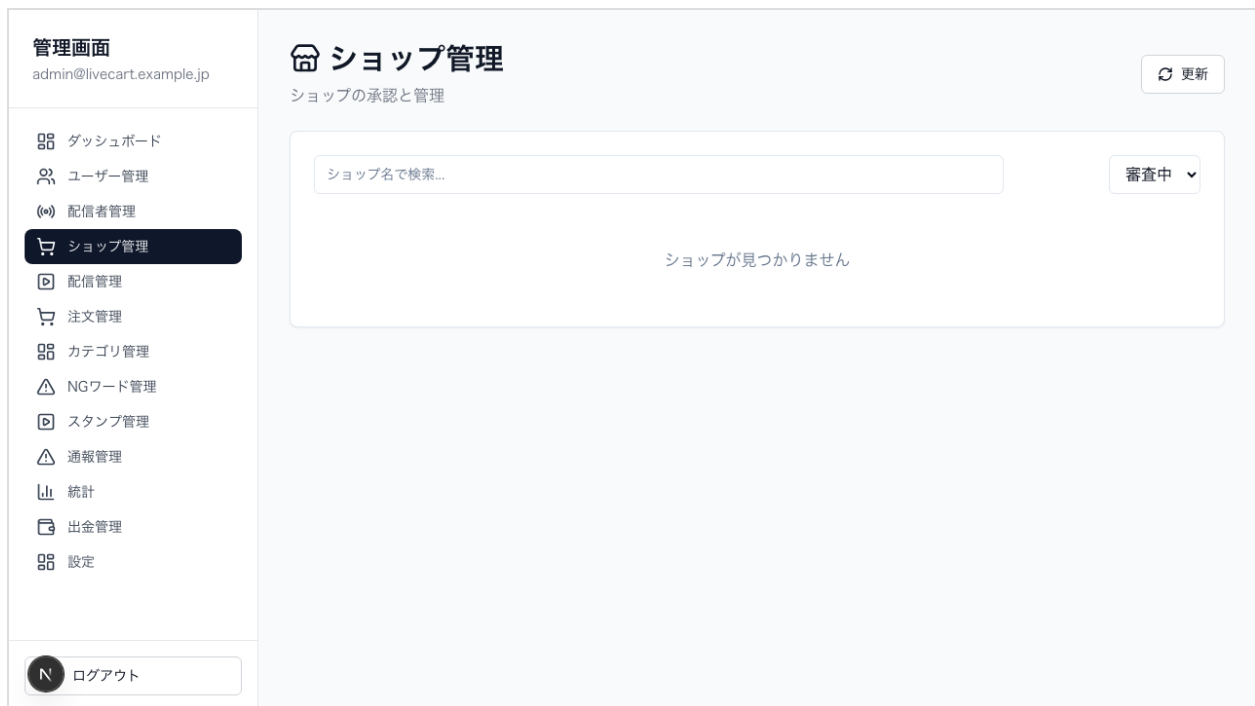 管理画面
admin@livecart.example.jp
ダッシュボード
ユーザー管理
配信者管理
ショップ管理
配信管理
注文管理
カテゴリ管理
NGワード管理
スタンプ管理
通報管理
統計
出金管理
設定
N
ログアウト
ショップ管理
ショップの承認と管理
更新
ショップ名で検索...
審査中
ショップが見つかりません